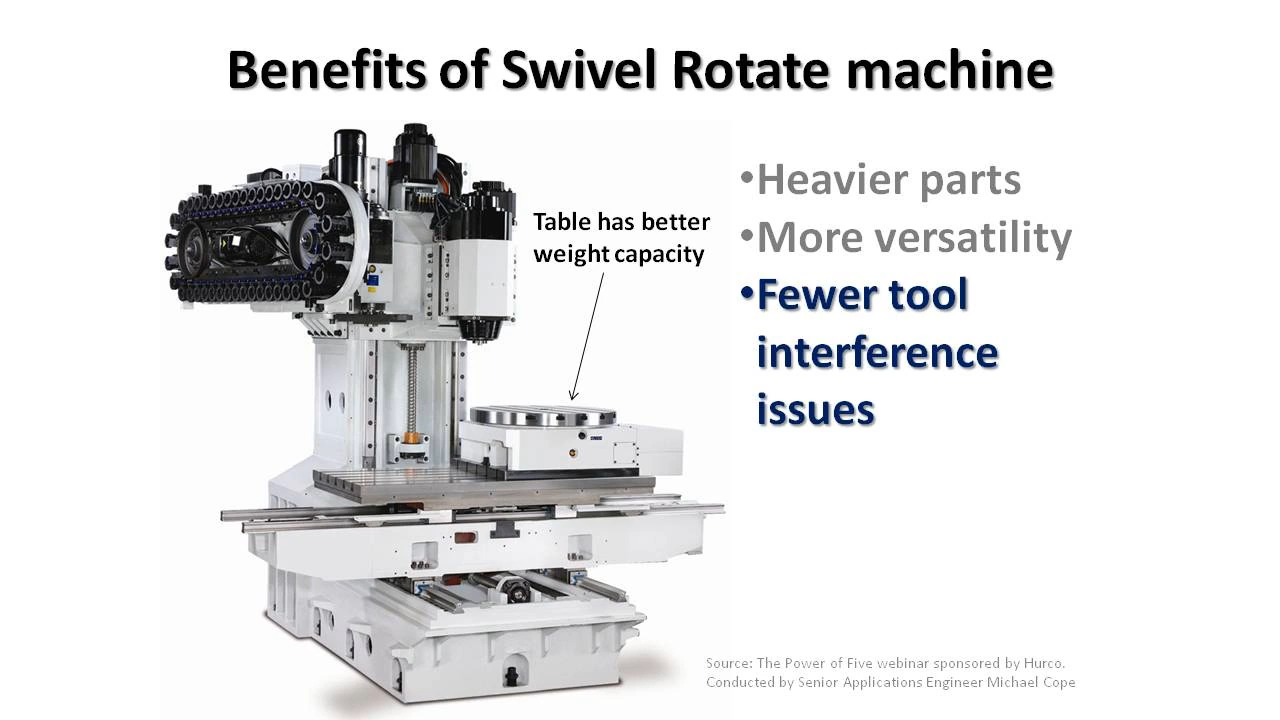 Benefits of Swivel Rotate machine
Table has better
weight capacity
•Heavier parts
•More versatility
•Fewer tool
interference
issues
Source: The Power of Five webinar sponsored by Hurco.
Conducted by Senior Applications Engineer Michael Cope